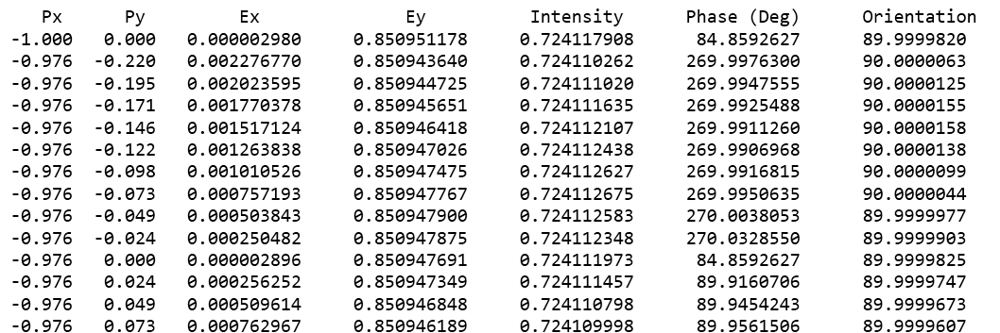 Px Py Ex Ey Intensity Phase (Deg) Orientation
-1.000 0.000 0.000002980 0.850951178 0.724117908 84.8592627 89.9999820
-0.976 -0.220 0.002276770 0.850943640 0.724110262 269.9976300 90.0000063
-0.976 -0.195 0.002023595 0.850944725 0.724111020 269.9947555 90.0000125
-0.976 -0.171 0.001770378 0.850945651 0.724111635 269.9925488 90.0000155
-0.976 -0.146 0.001517124 0.850946418 0.724112107 269.9911260 90.0000158
-0.976 -0.122 0.001263838 0.850947026 0.724112438 269.9906968 90.0000138
-0.976 -0.098 0.001010526 0.850947475 0.724112627 269.9916815 90.0000099
-0.976 -0.073 0.000757193 0.850947767 0.724112675 269.9950635 90.0000044
-0.976 -0.049 0.000503843 0.850947900 0.724112583 270.0038053 89.9999977
-0.976 -0.024 0.000250482 0.850947875 0.724112348 270.0328550 89.9999903
-0.976 0.000 0.000002896 0.850947691 0.724111973 84.8592627 89.9999825
-0.976 0.024 0.000256252 0.850947349 0.724111457 89.9160706 89.9999747
-0.976 0.049 0.000509614 0.850946848 0.724110798 89.9454243 89.9999673
-0.976 0.073 0.000762967 0.850946189 0.724109998 89.9561506 89.9999607